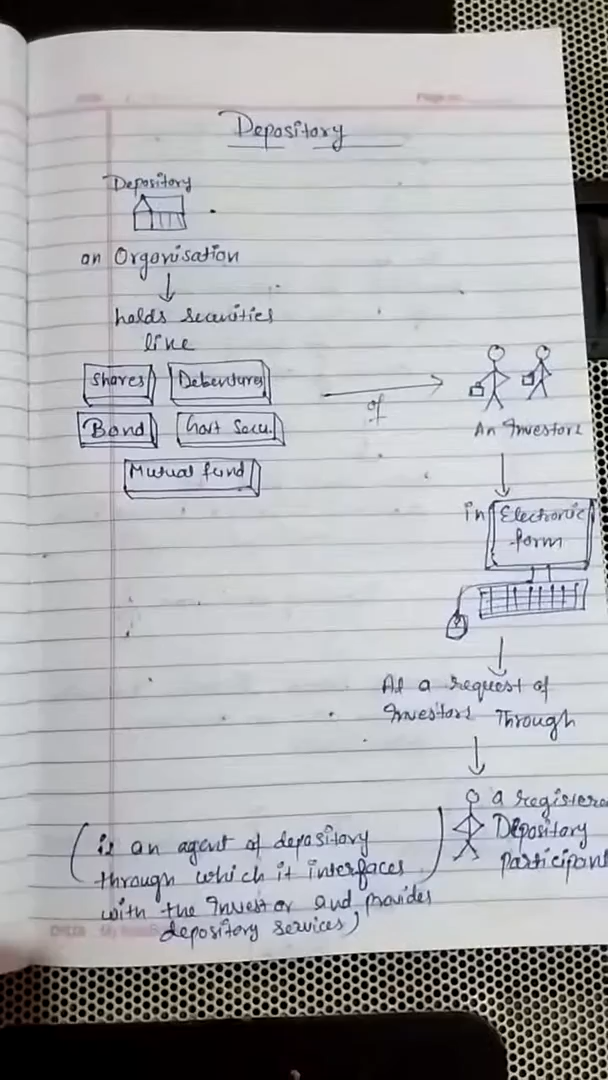 Depository
Depository
an Organisation
holds securities
like
Shares
Debentures
Bond
Govt Secu.
Mutual fund
of
An Investors
in Electronic
form
At a request of
Investors Through
a registered
Depository
participant
(is an agent of depository
through which it interfaces
with the Investor and provides
depository services)